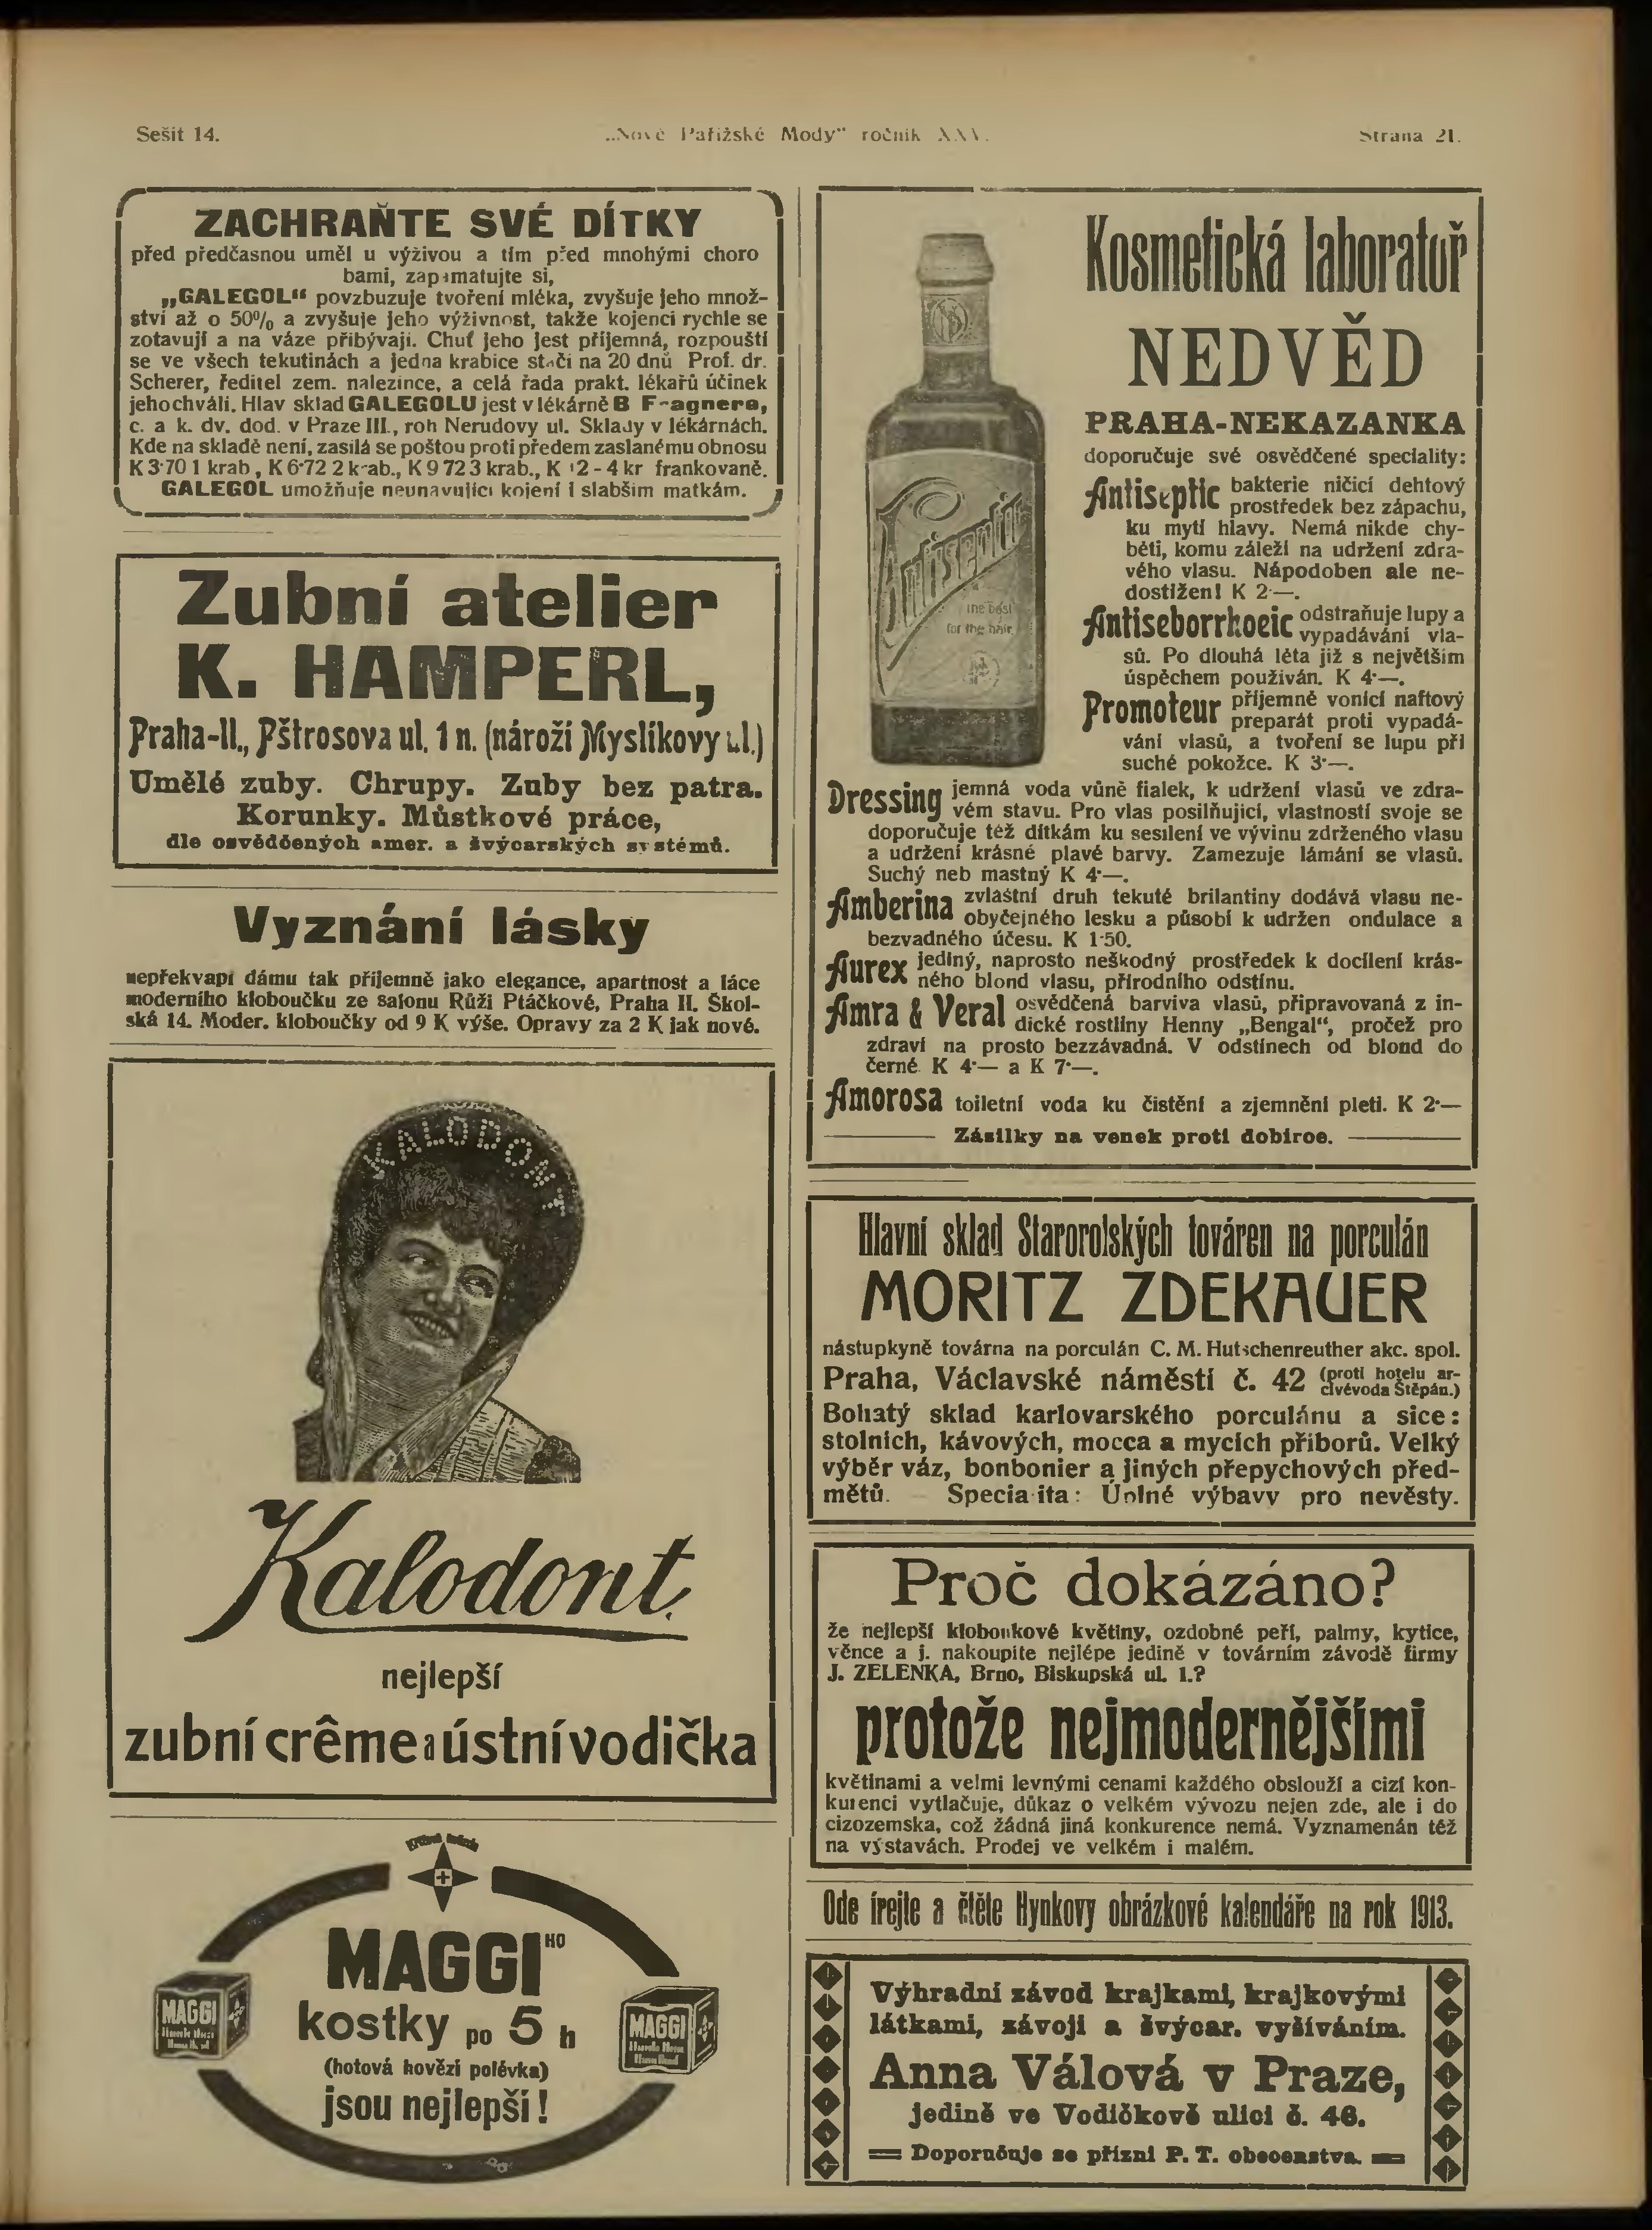 Sešit 14.
„Nové Pařížské Mody“ ročník XXV.
Strana 21.
ZACHRAŇTE SVÉ DÍTKY
před předčasnou uměl u výživou a tím před mnohými choro
bami, zapamatujte si,
„GALEGOL“ povzbuzuje tvoření mléka, zvyšuje jeho množ-
ství až o 50% a zvyšuje jeho výživnost, takže kojenci rychle se
zotavují a na váze přibývají. Chuť jeho jest příjemná, rozpouští
se ve všech tekutinách a jedna krabice stačí na 20 dnů Prof. dr.
Scherer, ředitel zem. nalezince, a celá řada prakt. lékařů účinek
jeho chválí. Hlav sklad GALEGOLU jest v lékárně B Fragnera,
c. a k. dv. dod. v Praze III., roh Nerudovy ul. Sklady v lékárnách.
Kde na skladě není, zasílá se poštou proti předem zaslanému obnosu
K 3·70 1 krab, K 6·72 2 krab., K 9 72 3 krab., K 12 - 4 kr frankovaně.
GALEGOL umožňuje neunavující kojení i slabším matkám.
Zubní atelier
K. HAMPERL,
Praha-II., Pštrosova ul. 1 n. (nároží Myslíkovy ul.)
Umělé zuby. Chrupy. Zuby bez patra.
Korunky. Můstkové práce,
dle osvědčených amer. a švýcarských systémů.
Vyznání lásky
nepřekvapí dámu tak příjemně jako elegance, apartnost a láce
moderního kloboučku ze salonu Růži Ptáčkové, Praha II. Škol-
ská 14. Moder. kloboučky od 9 K výše. Opravy za 2 K jak nové.
KALODONT
Kalodont
nejlepší
zubní crême a ústní vodička
MAGGI HO
kostky po 5 h
(hotová hovězí polévka)
jsou nejlepší!
MAGGI
MAGGI
Kosmetická laboratoř
NEDVĚD
PRAHA-NEKAZANKA
doporučuje své osvědčené speciality:
Antiseptic
the best
for the hair
Antiseptic bakterie ničící dehtový
prostředek bez zápachu,
ku mytí hlavy. Nemá nikde chy-
běti, komu záleží na udržení zdra-
vého vlasu. Nápodoben ale ne-
dostižen! K 2·—.
Antiseborrhoeic odstraňuje lupy a
vypadávání vla-
sů. Po dlouhá léta již s největším
úspěchem používán. K 4·—.
Promoteur příjemně vonící naftový
preparát proti vypadá-
vání vlasů, a tvoření se lupu při
suché pokožce. K 3·—.
Dressing jemná voda vůně fialek, k udržení vlasů ve zdra-
vém stavu. Pro vlas posilňující, vlastností svoje se
doporučuje též dítkám ku sesílení ve vývinu zdrženého vlasu
a udržení krásné plavé barvy. Zamezuje lámání se vlasů.
Suchý neb mastný K 4·—.
Amberina zvláštní druh tekuté brilantiny dodává vlasu ne-
obyčejného lesku a působí k udržen ondulace a
bezvadného účesu. K 1·50.
Aurex jediný, naprosto neškodný prostředek k docílení krás-
ného blond vlasu, přírodního odstínu.
Amra & Veral osvědčená barviva vlasů, připravovaná z in-
dické rostliny Henny „Bengal“, pročež pro
zdraví na prosto bezzávadná. V odstínech od blond do
černé K 4·— a K 7·—.
Amorosa toiletní voda ku čistění a zjemnění pleti. K 2·—
Zásilky na venek proti dobírce.
Hlavní sklad Starorolských továren na porculán
MORITZ ZDEKAUER
nástupkyně továrna na porculán C. M. Hutschenreuther akc. spol.
Praha, Václavské náměstí č. 42 (proti hotelu ar-
civévoda Štěpán.)
Bohatý sklad karlovarského porculánu a sice:
stolních, kávových, mocca a mycích příborů. Velký
výběr váz, bonbonier a jiných přepychových před-
mětů. Specialita: Úplné výbavy pro nevěsty.
Proč dokázáno?
že nejlepší kloboukové květiny, ozdobné peří, palmy, kytice,
věnce a j. nakoupíte nejlépe jedině v továrním závodě firmy
J. ZELENKA, Brno, Biskupská ul. 1.?
protože nejmodernějšími
květinami a velmi levnými cenami každého obslouží a cizí kon-
kurenci vytlačuje, důkaz o velkém vývozu nejen zde, ale i do
cizozemska, což žádná jiná konkurence nemá. Vyznamenán též
na výstavách. Prodej ve velkém i malém.
Odebírejte a čtěte Hynkovy obrázkové kalendáře na rok 1913.
Výhradní závod krajkami, krajkovými
látkami, závoji a švýcar. vyšíváním.
Anna Válová v Praze,
jedině ve Vodičkově ulici č. 46.
Doporučuje se přízni P. T. obecenstva.